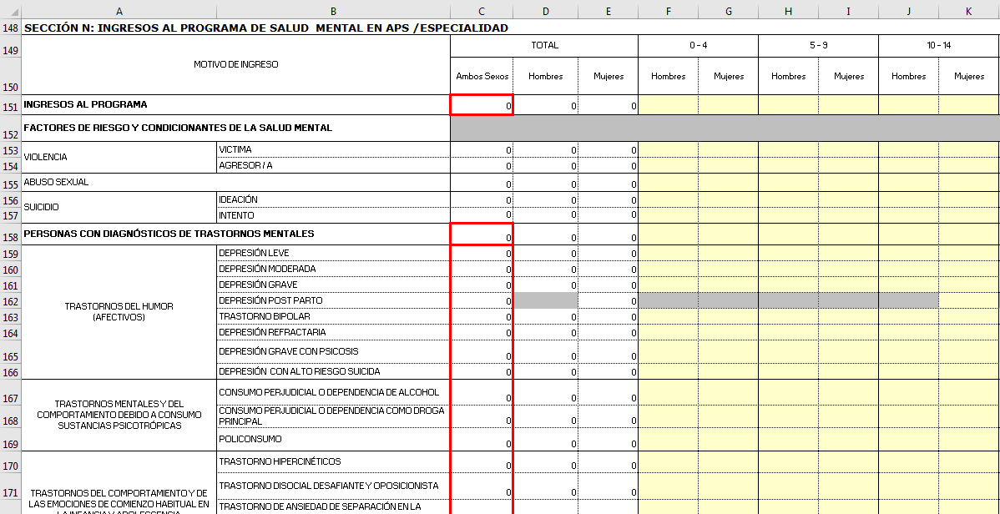 A B C D E F G H I J K
148 SECCIÓN N: INGRESOS AL PROGRAMA DE SALUD MENTAL EN APS /ESPECIALIDAD
149 MOTIVO DE INGRESO TOTAL 0 - 4 5 - 9 10 - 14
150 Ambos Sexos Hombres Mujeres Hombres Mujeres Hombres Mujeres Hombres Mujeres
151 INGRESOS AL PROGRAMA 0 0 0
152 FACTORES DE RIESGO Y CONDICIONANTES DE LA SALUD MENTAL
153 VIOLENCIA VICTIMA 0 0 0
154 AGRESOR / A 0 0 0
155 ABUSO SEXUAL 0 0 0
156 SUICIDIO IDEACIÓN 0 0 0
157 INTENTO 0 0 0
158 PERSONAS CON DIAGNÓSTICOS DE TRASTORNOS MENTALES 0 0 0
159 DEPRESIÓN LEVE 0 0 0
160 DEPRESIÓN MODERADA 0 0 0
161 DEPRESIÓN GRAVE 0 0 0
162 TRASTORNOS DEL HUMOR DEPRESIÓN POST PARTO 0 0
163 (AFECTIVOS) TRASTORNO BIPOLAR 0 0 0
164 DEPRESIÓN REFRACTARIA 0 0 0
165 DEPRESIÓN GRAVE CON PSICOSIS 0 0 0
166 DEPRESIÓN CON ALTO RIESGO SUICIDA 0 0 0
167 CONSUMO PERJUDICIAL O DEPENDENCIA DE ALCOHOL 0 0 0
TRASTORNOS MENTALES Y DEL
COMPORTAMIENTO DEBIDO A CONSUMO
SUSTANCIAS PSICOTRÓPICAS
168 CONSUMO PERJUDICIAL O DEPENDENCIA COMO DROGA
PRINCIPAL 0 0 0
169 POLICONSUMO 0 0 0
170 TRASTORNO HIPERCINÉTICOS 0 0 0
171 TRASTORNO DISOCIAL DESAFIANTE Y OPOSICIONISTA 0 0 0
TRASTORNOS DEL COMPORTAMIENTO Y DE
LAS EMOCIONES DE COMIENZO HABITUAL EN
LA INFANCIA Y ADOLESCENCIA
TRASTORNO DE ANSIEDAD DE SEPARACIÓN EN LA